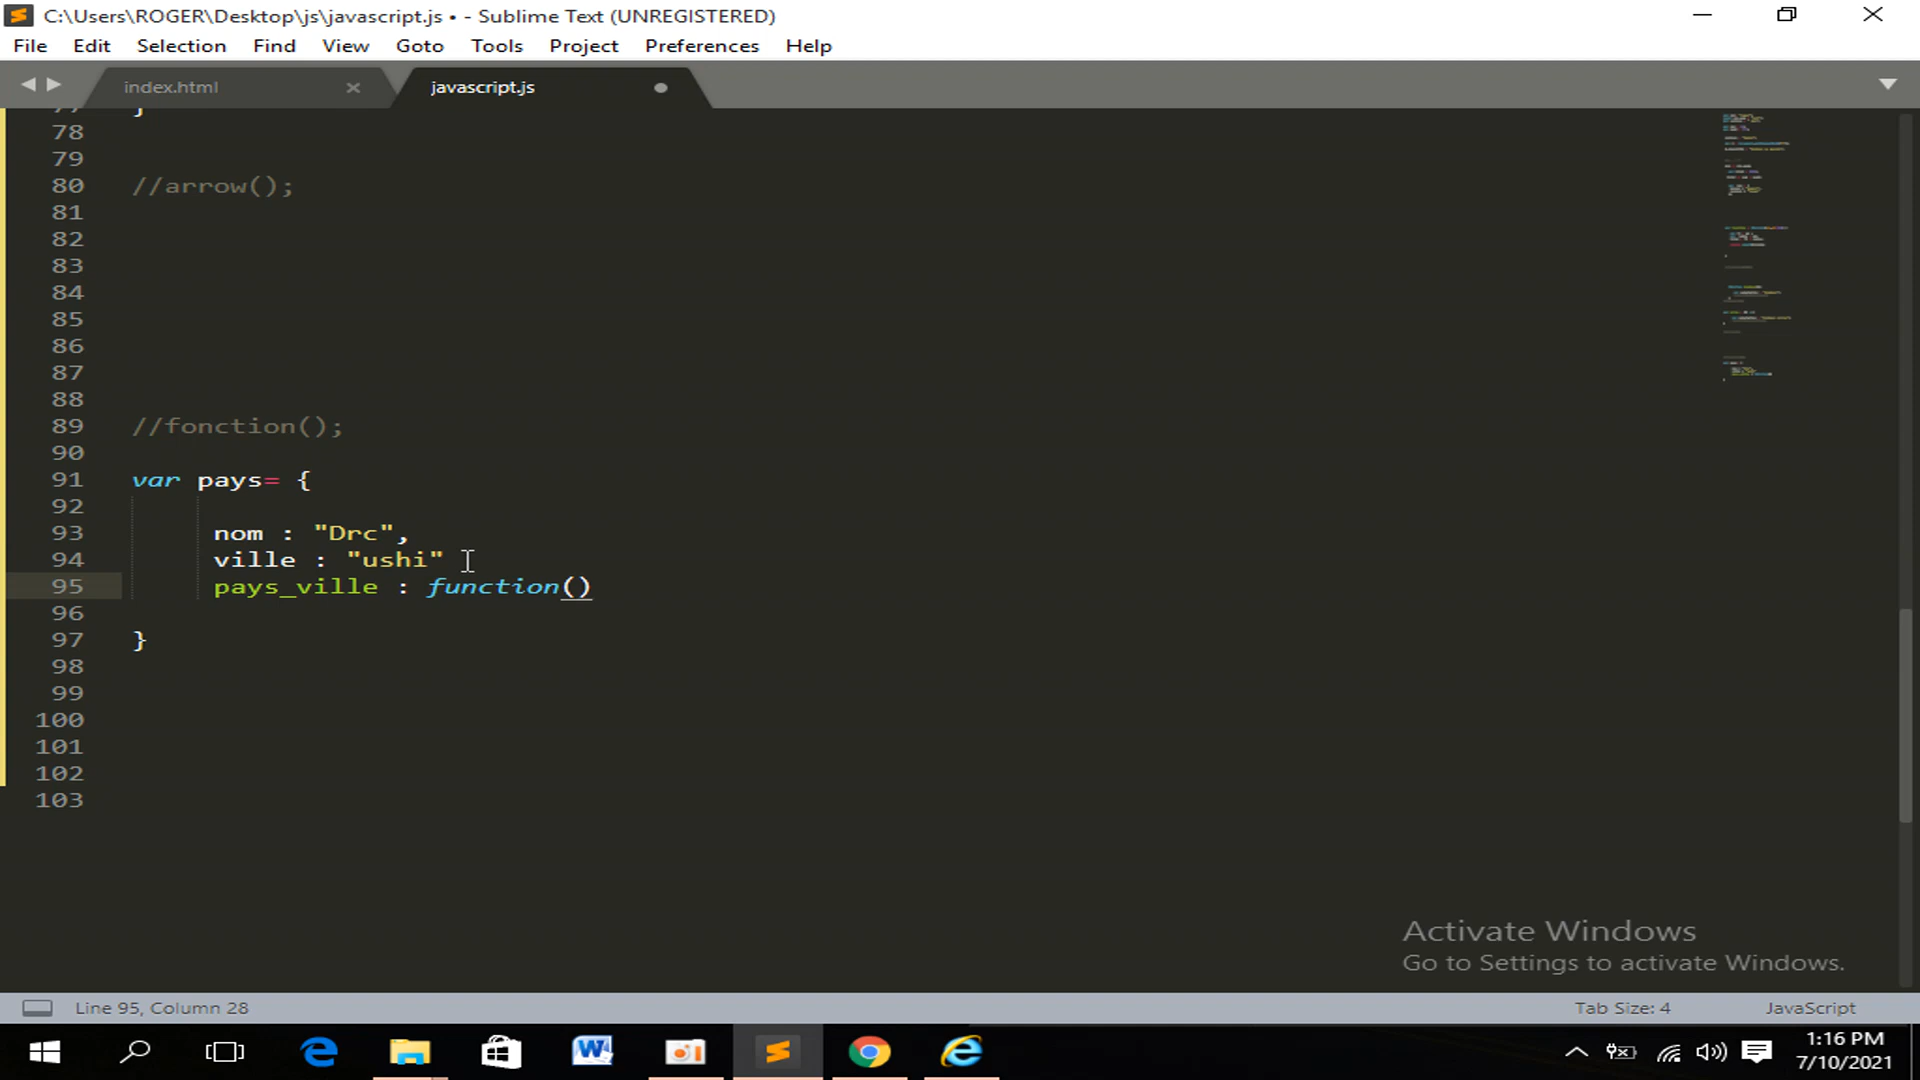 C:\Users\ROGER\Desktop\js\javascript.js • - Sublime Text (UNREGISTERED)
File Edit Selection Find View Goto Tools Project Preferences Help
index.html javascript.js
}
78
79
80 //arrow();
81
82
83
84
85
86
87
88
89 //fonction();
90
91 var pays= {
92
93 nom : "Drc",
94 ville : "ushi"
95 pays_ville : function()
96
97 }
98
99
100
101
102
103
Activate Windows
Go to Settings to activate Windows.
Line 95, Column 28 Tab Size: 4 JavaScript
1:16 PM
7/10/2021